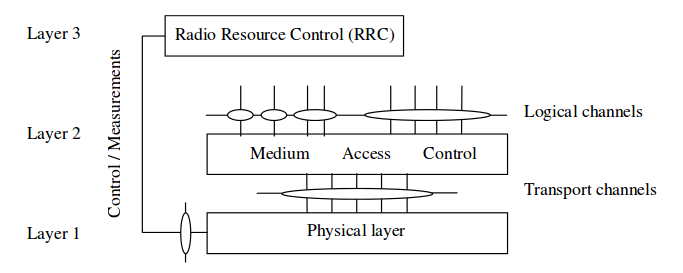 Layer 3
Radio Resource Control (RRC)
Control / Measurements
Logical channels
Layer 2
Medium Access Control
Transport channels
Layer 1
Physical layer